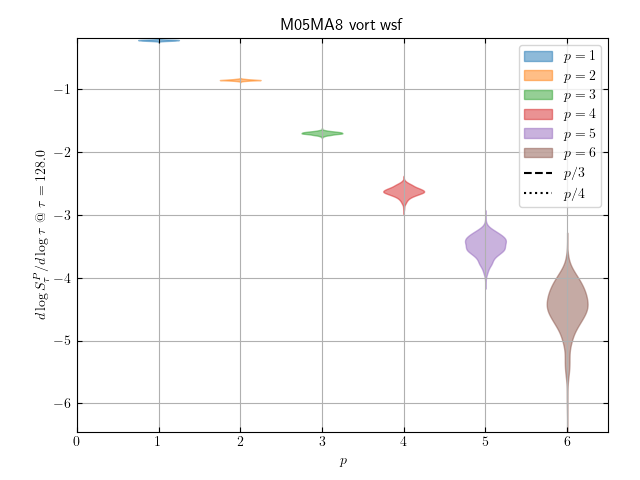 M05MA8 vort wsf
d log S_τ^P / d log τ @ τ = 128.0
−1
−2
−3
−4
−5
−6
0 1 2 3 4 5 6
p
p = 1
p = 2
p = 3
p = 4
p = 5
p = 6
p/3
p/4